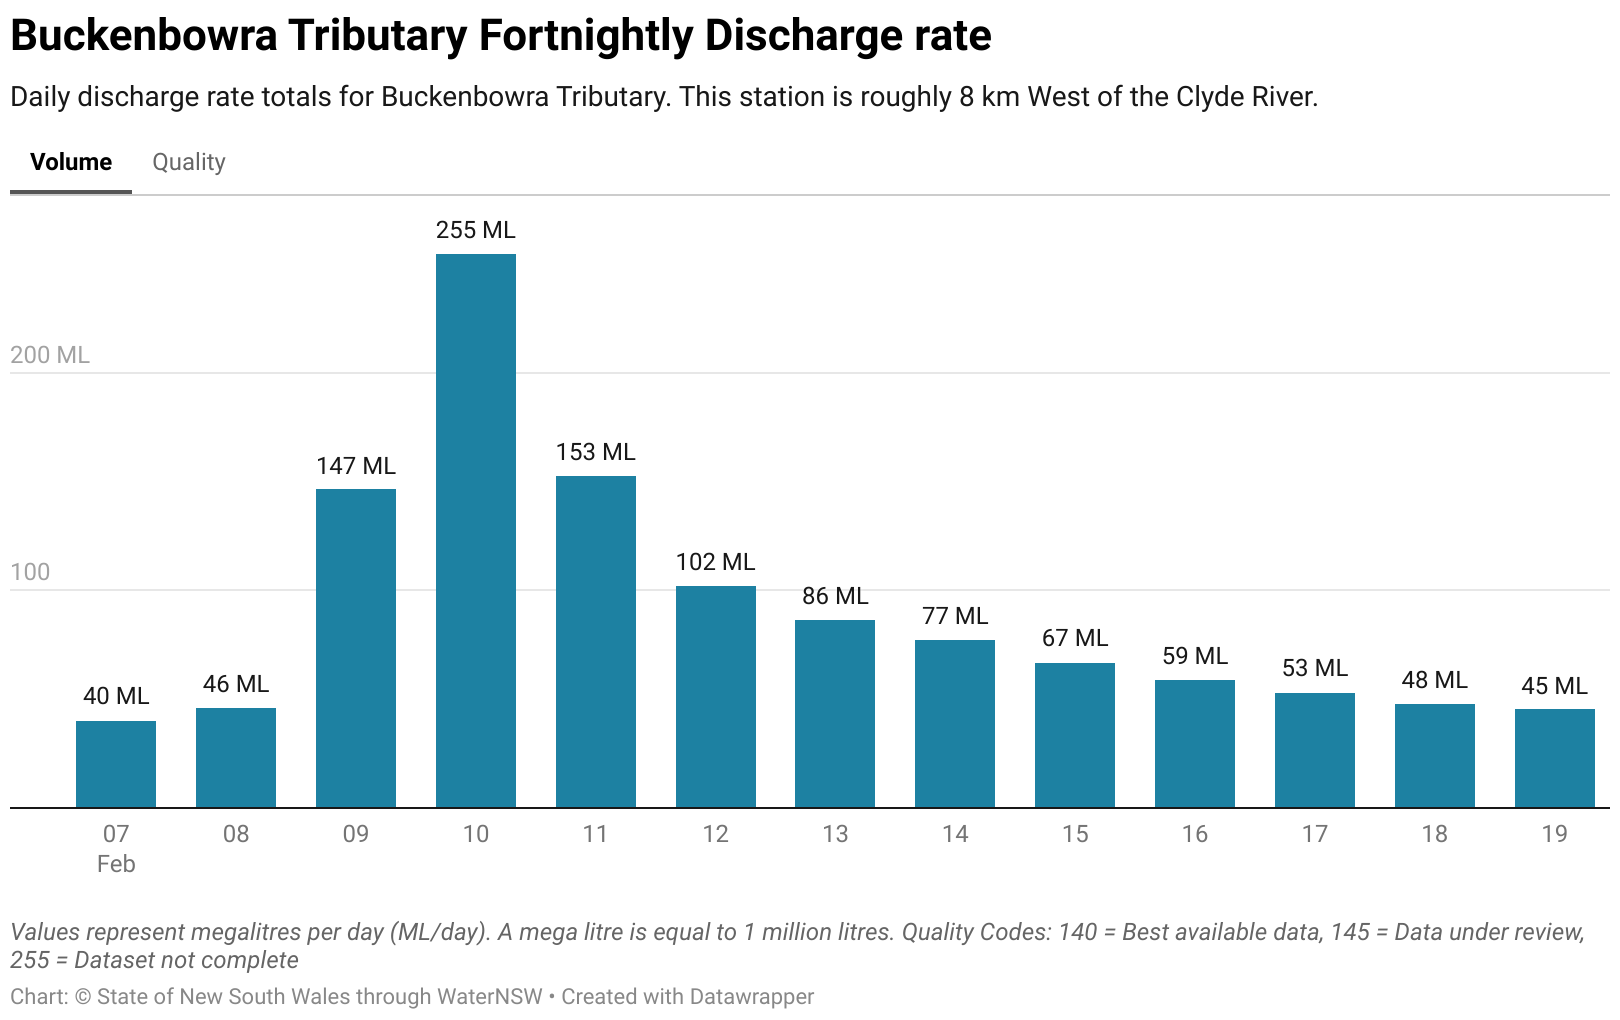 Buckenbowra Tributary Fortnightly Discharge rate
Daily discharge rate totals for Buckenbowra Tributary. This station is roughly 8 km West of the Clyde River.
Volume Quality
255 ML
200 ML
147 ML
153 ML
102 ML
100
86 ML
77 ML
67 ML
59 ML
53 ML
48 ML
45 ML
46 ML
40 ML
07 08 09 10 11 12 13 14 15 16 17 18 19
Feb
Values represent megalitres per day (ML/day). A mega litre is equal to 1 million litres. Quality Codes: 140 = Best available data, 145 = Data under review,
255 = Dataset not complete
Chart: © State of New South Wales through WaterNSW • Created with Datawrapper